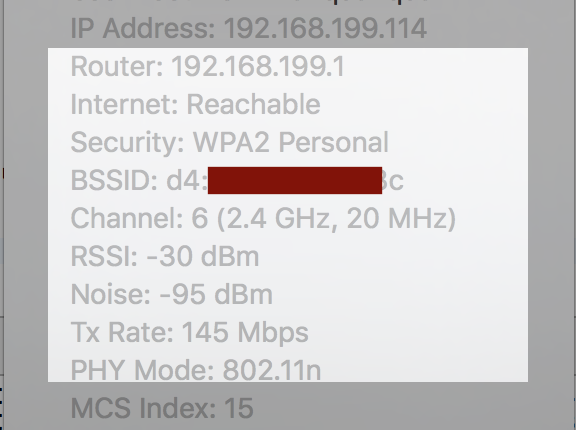 IP Address: 192.168.199.114
Router: 192.168.199.1
Internet: Reachable
Security: WPA2 Personal
BSSID: d4:
Channel: 6 (2.4 GHz, 20 MHz)
RSSI: -30 dBm
Noise: -95 dBm
Tx Rate: 145 Mbps
PHY Mode: 802.11n
MCS Index: 15